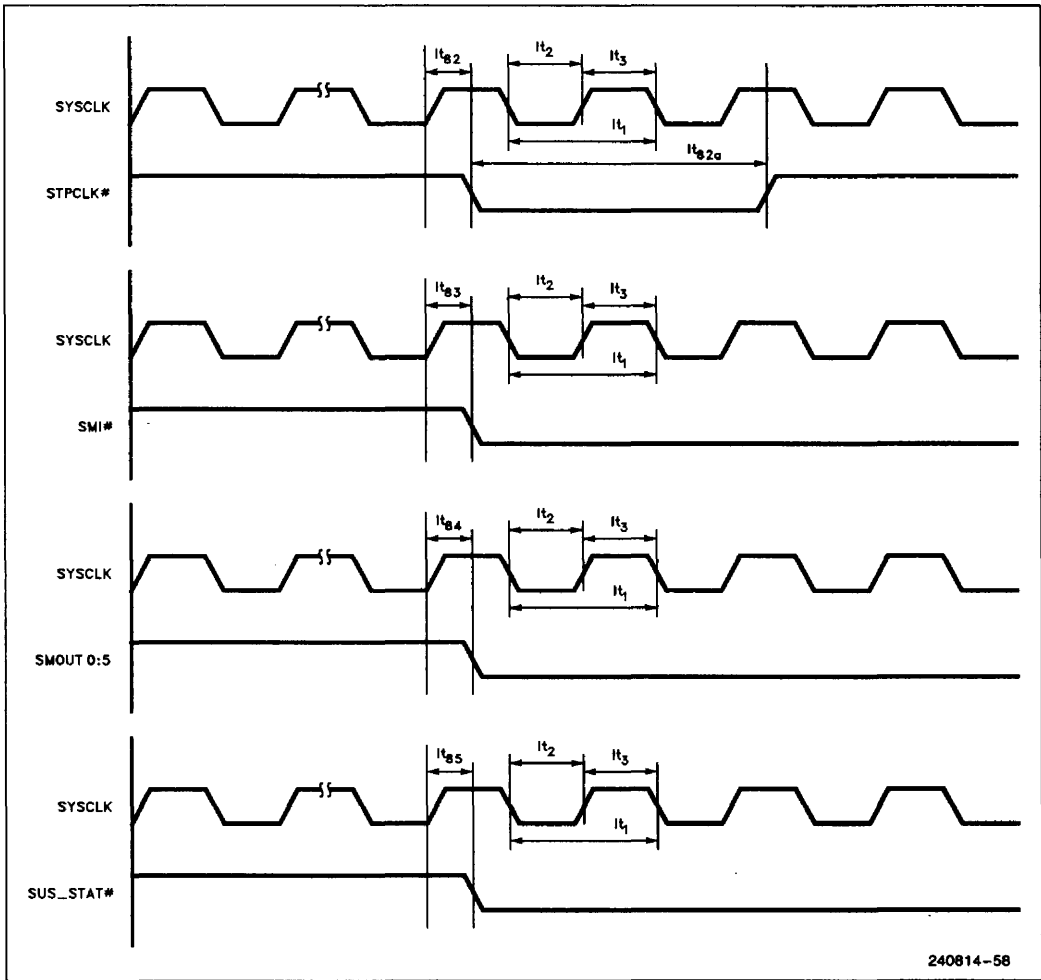 It82 It2 It3
SYSCLK
It1
It82a
STPCLK#
It83 It2 It3
SYSCLK
It1
SMI#
It84 It2 It3
SYSCLK
It1
SMOUT 0:5
It85 It2 It3
SYSCLK
It1
SUS_STAT#
240814-58